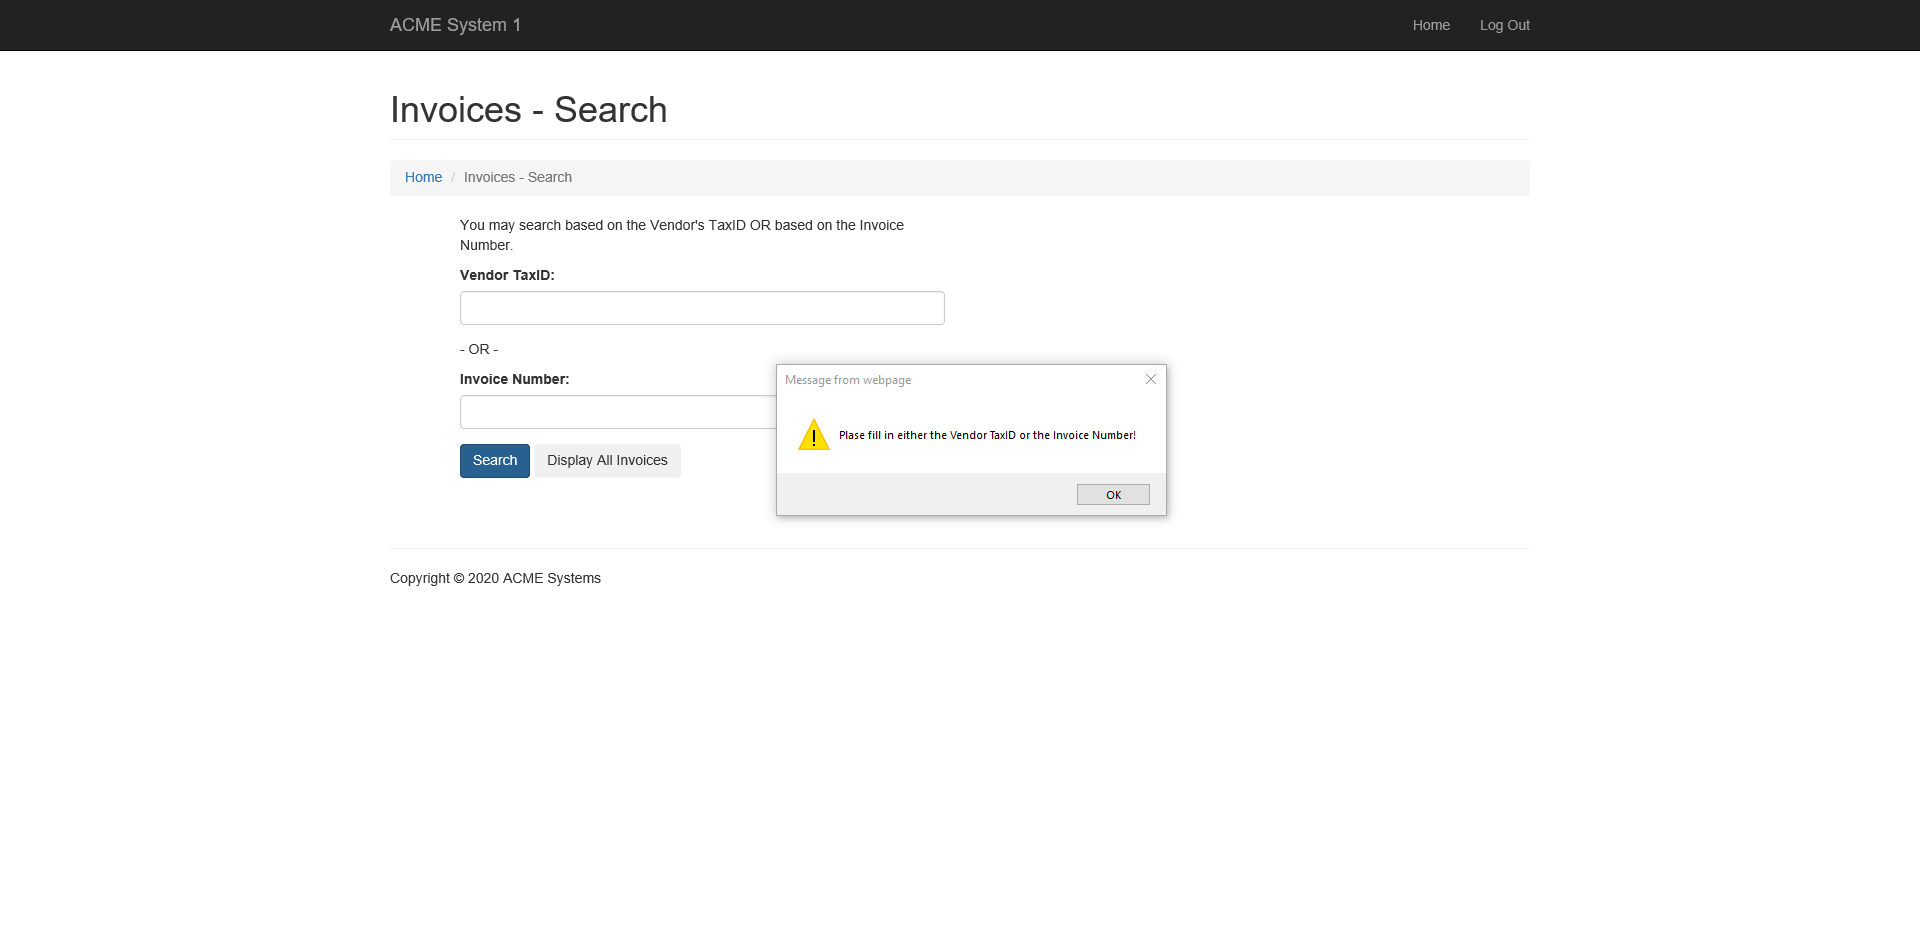 ACME System 1
Home
Log Out
Invoices - Search
Home / Invoices - Search
You may search based on the Vendor's TaxID OR based on the Invoice
Number.
Vendor TaxID:
- OR -
Invoice Number:
Search
Display All Invoices
Message from webpage
Plase fill in either the Vendor TaxID or the Invoice Number!
OK
Copyright © 2020 ACME Systems